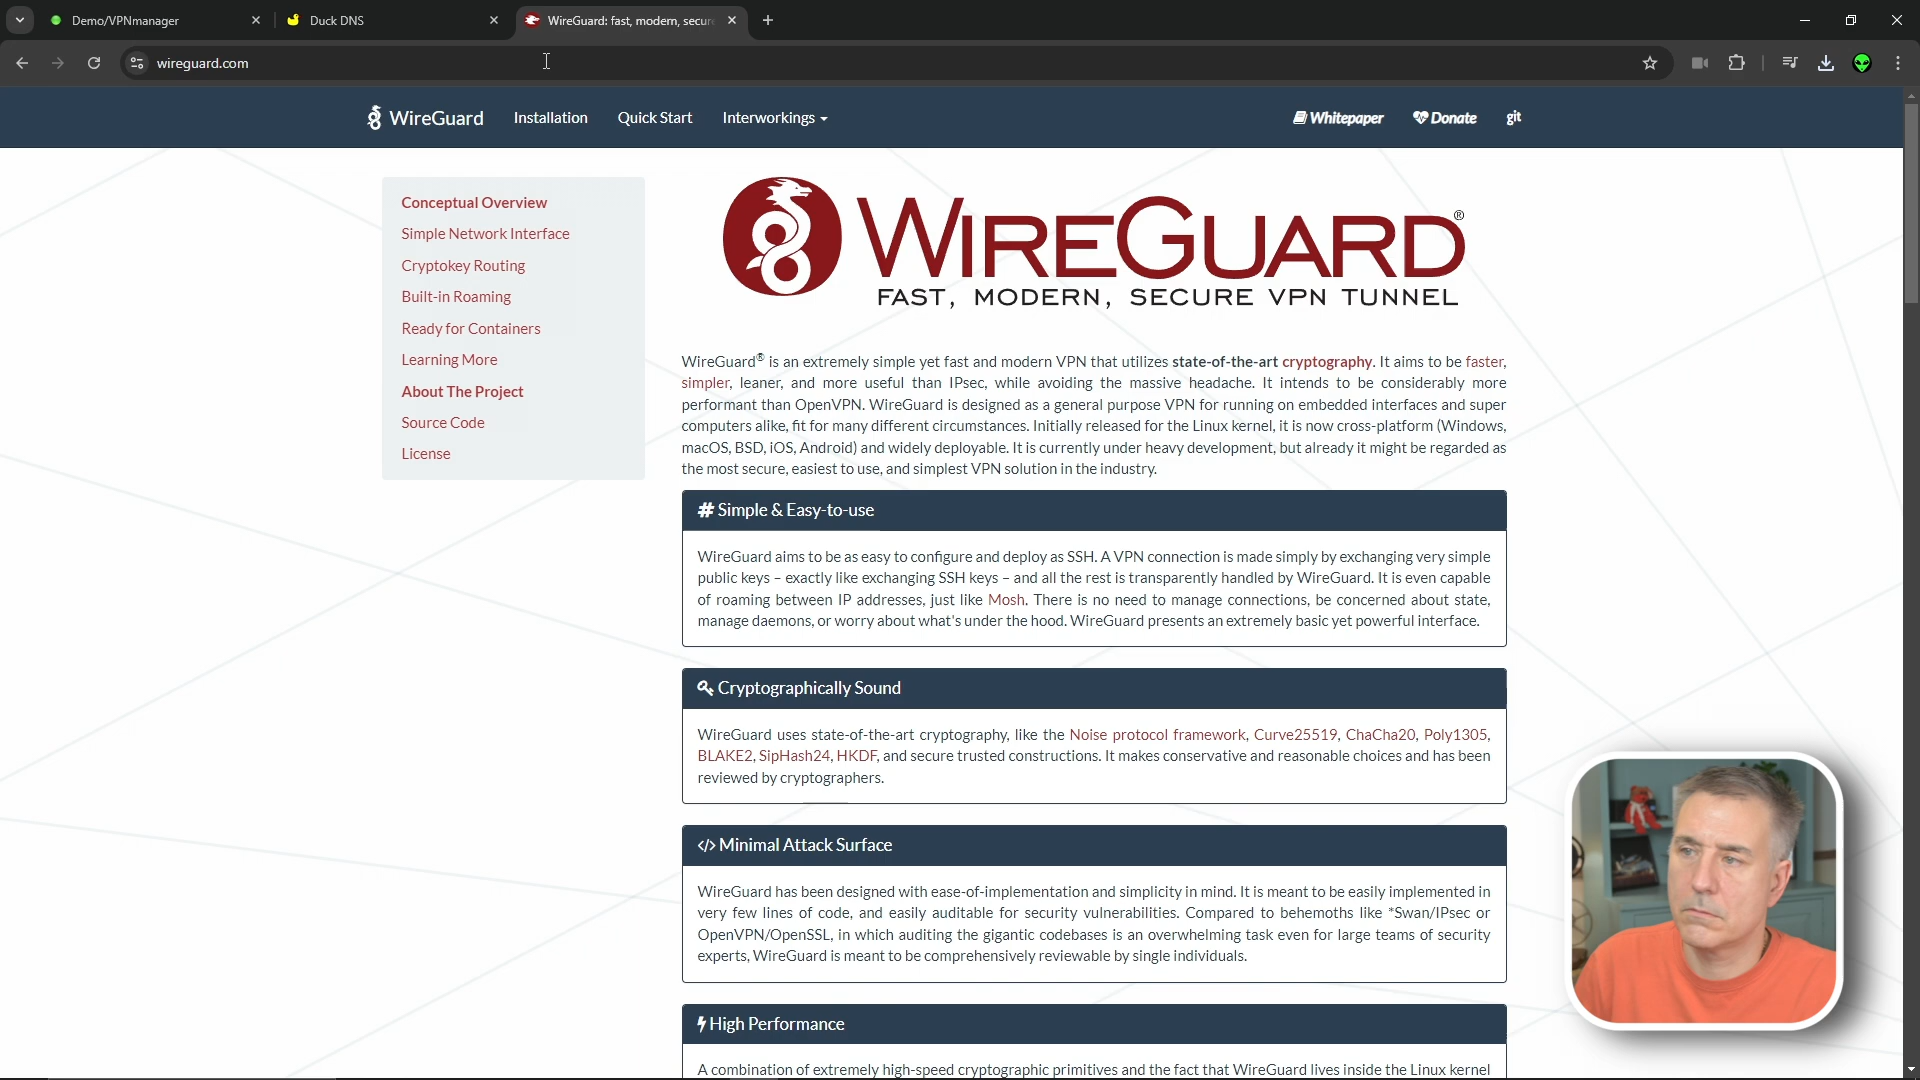 Demo/VPNmanager
Duck DNS
WireGuard: fast, modern, secure
wireguard.com
WireGuard
Installation
Quick Start
Interworkings
Whitepaper
Donate
git
Conceptual Overview
Simple Network Interface
Cryptokey Routing
Built-in Roaming
Ready for Containers
Learning More
About The Project
Source Code
License
WIREGUARD®
FAST, MODERN, SECURE VPN TUNNEL
WireGuard® is an extremely simple yet fast and modern VPN that utilizes state-of-the-art cryptography. It aims to be faster,
simpler, leaner, and more useful than IPsec, while avoiding the massive headache. It intends to be considerably more
performant than OpenVPN. WireGuard is designed as a general purpose VPN for running on embedded interfaces and super
computers alike, fit for many different circumstances. Initially released for the Linux kernel, it is now cross-platform (Windows,
macOS, BSD, iOS, Android) and widely deployable. It is currently under heavy development, but already it might be regarded as
the most secure, easiest to use, and simplest VPN solution in the industry.
# Simple & Easy-to-use
WireGuard aims to be as easy to configure and deploy as SSH. A VPN connection is made simply by exchanging very simple
public keys – exactly like exchanging SSH keys – and all the rest is transparently handled by WireGuard. It is even capable
of roaming between IP addresses, just like Mosh. There is no need to manage connections, be concerned about state,
manage daemons, or worry about what's under the hood. WireGuard presents an extremely basic yet powerful interface.
Cryptographically Sound
WireGuard uses state-of-the-art cryptography, like the Noise protocol framework, Curve25519, ChaCha20, Poly1305,
BLAKE2, SipHash24, HKDF, and secure trusted constructions. It makes conservative and reasonable choices and has been
reviewed by cryptographers.
</> Minimal Attack Surface
WireGuard has been designed with ease-of-implementation and simplicity in mind. It is meant to be easily implemented in
very few lines of code, and easily auditable for security vulnerabilities. Compared to behemoths like *Swan/IPsec or
OpenVPN/OpenSSL, in which auditing the gigantic codebases is an overwhelming task even for large teams of security
experts, WireGuard is meant to be comprehensively reviewable by single individuals.
High Performance
A combination of extremely high-speed cryptographic primitives and the fact that WireGuard lives inside the Linux kernel